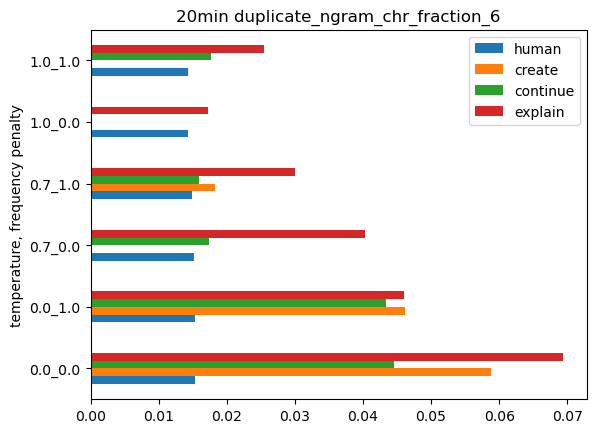 20min duplicate_ngram_chr_fraction_6
human
create
continue
explain
temperature, frequency penalty
1.0_1.0
1.0_0.0
0.7_1.0
0.7_0.0
0.0_1.0
0.0_0.0
0.00 0.01 0.02 0.03 0.04 0.05 0.06 0.07